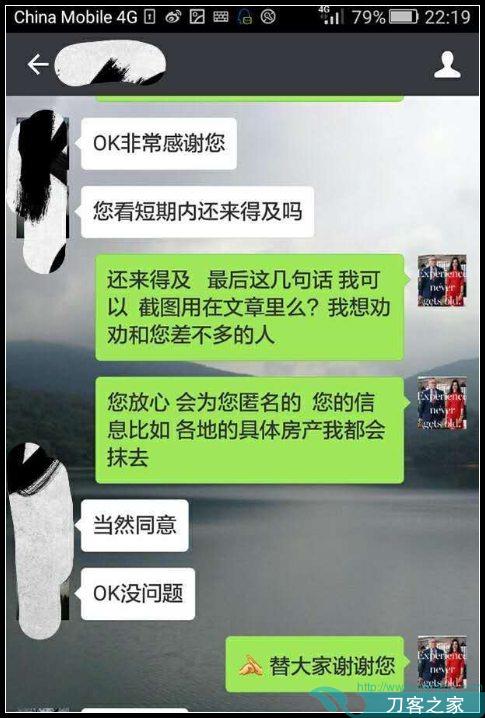 China Mobile 4G 4G 79% 22:19
OK非常感谢您
您看短期内还来得及吗
还来得及 最后这几句话 我可
以 截图用在文章里么？我想劝
劝和您差不多的人
Experience
never
gets old.
您放心 会为您匿名的 您的信
息比如 各地的具体房产我都会
抹去
Experience
never
gets old.
当然同意
OK没问题
替大家谢谢您
Experience
never
gets old.
刀客之家